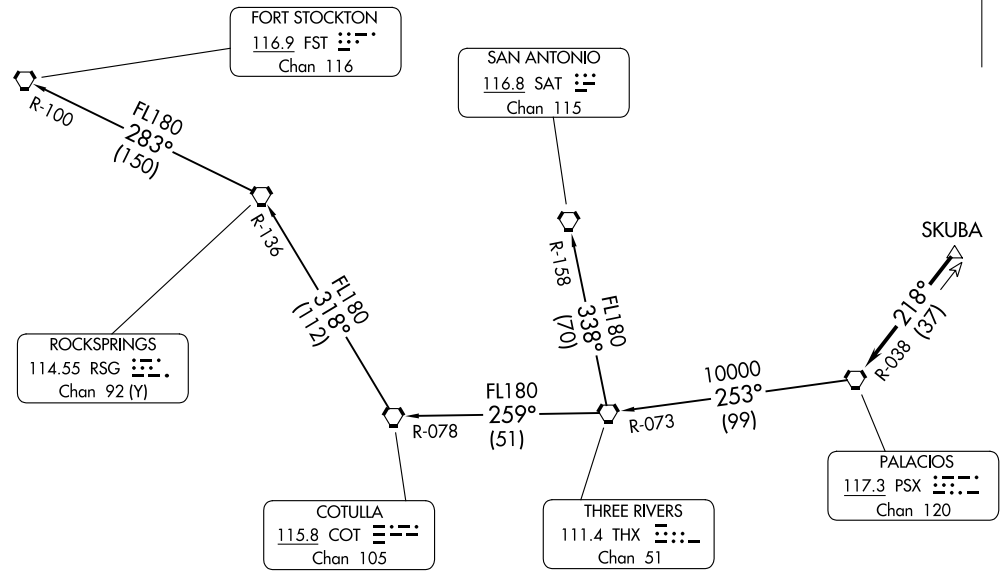 FORT STOCKTON
116.9 FST
Chan 116
SAN ANTONIO
116.8 SAT
Chan 115
R-100
FL180
283°
(150)
R-136
FL180
318°
(112)
R-158
FL180
338°
(70)
SKUBA
218°
(37)
R-038
ROCKSPRINGS
114.55 RSG
Chan 92 (Y)
10000
253°
(99)
R-073
FL180
259°
(51)
R-078
PALACIOS
117.3 PSX
Chan 120
COTULLA
115.8 COT
Chan 105
THREE RIVERS
111.4 THX
Chan 51